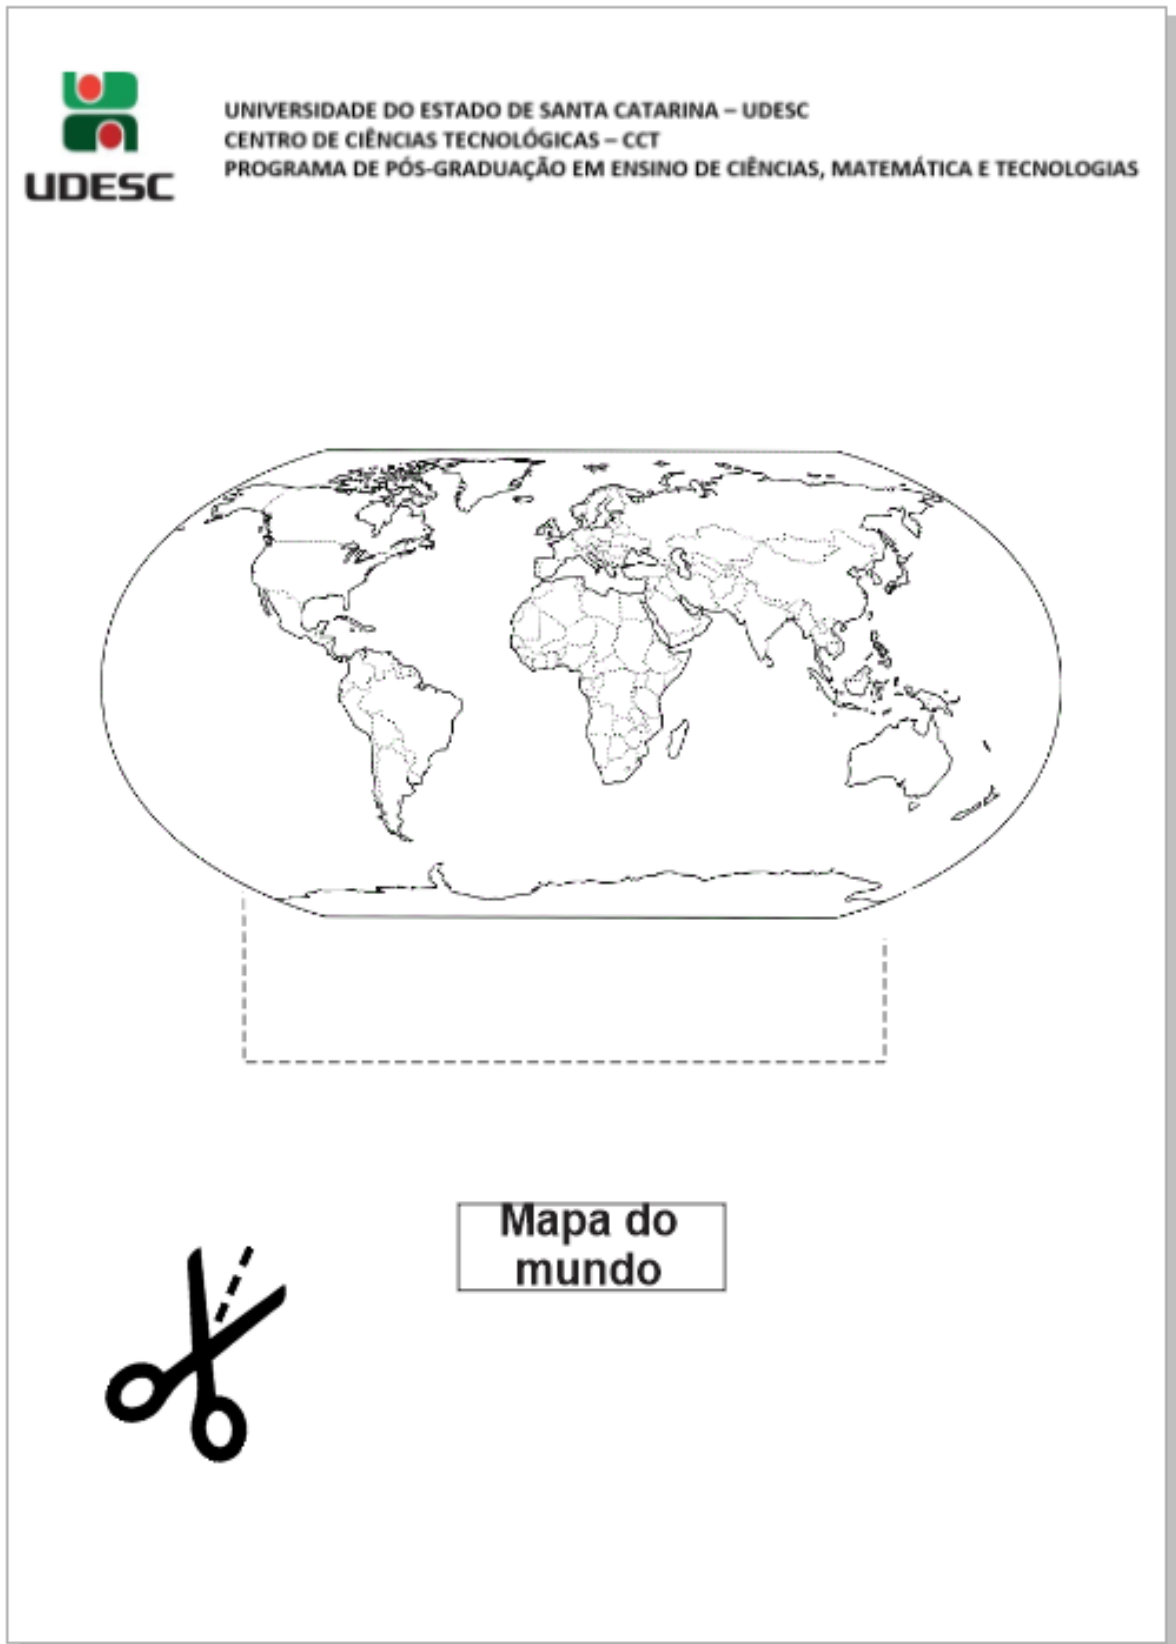 UDESC
UNIVERSIDADE DO ESTADO DE SANTA CATARINA – UDESC
CENTRO DE CIÊNCIAS TECNOLÓGICAS – CCT
PROGRAMA DE PÓS-GRADUAÇÃO EM ENSINO DE CIÊNCIAS, MATEMÁTICA E TECNOLOGIAS
Mapa do
mundo